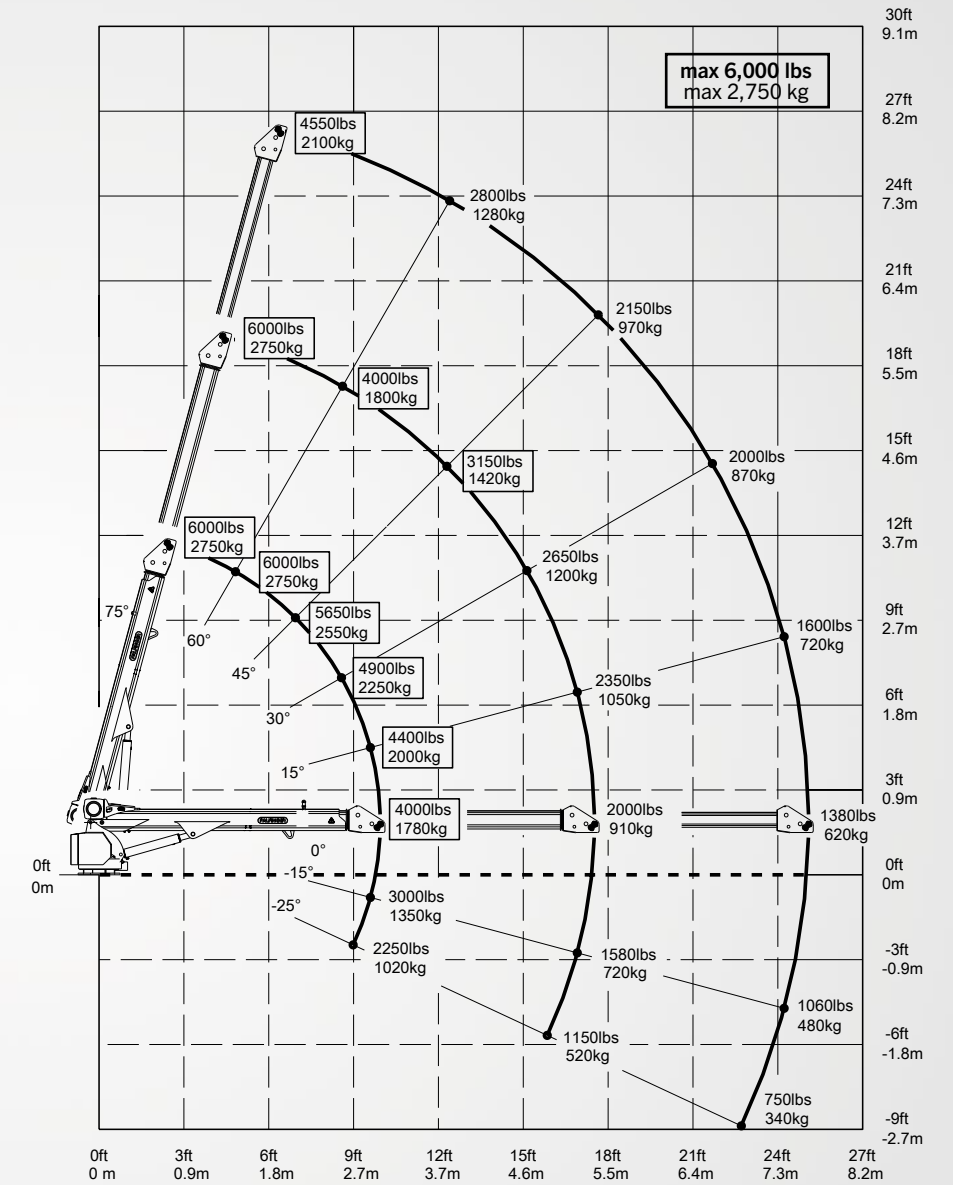 30ft
9.1m
max 6,000 lbs
max 2,750 kg
27ft
8.2m
4550lbs
2100kg
24ft
7.3m
2800lbs
1280kg
21ft
6.4m
2150lbs
970kg
6000lbs
2750kg
18ft
5.5m
4000lbs
1800kg
15ft
4.6m
3150lbs
1420kg
2000lbs
870kg
12ft
3.7m
6000lbs
2750kg
6000lbs
2750kg
2650lbs
1200kg
75°
60°
5650lbs
2550kg
9ft
2.7m
1600lbs
720kg
45°
4900lbs
2250kg
2350lbs
1050kg
6ft
1.8m
30°
4400lbs
2000kg
15°
3ft
0.9m
4000lbs
1780kg
2000lbs
910kg
1380lbs
620kg
0°
0ft
0m
0ft
0m
-15°
3000lbs
1350kg
-25°
2250lbs
1020kg
1580lbs
720kg
-3ft
-0.9m
1060lbs
480kg
1150lbs
520kg
-6ft
-1.8m
750lbs
340kg
-9ft
-2.7m
0ft 3ft 6ft 9ft 12ft 15ft 18ft 21ft 24ft 27ft
0 m 0.9m 1.8m 2.7m 3.7m 4.6m 5.5m 6.4m 7.3m 8.2m